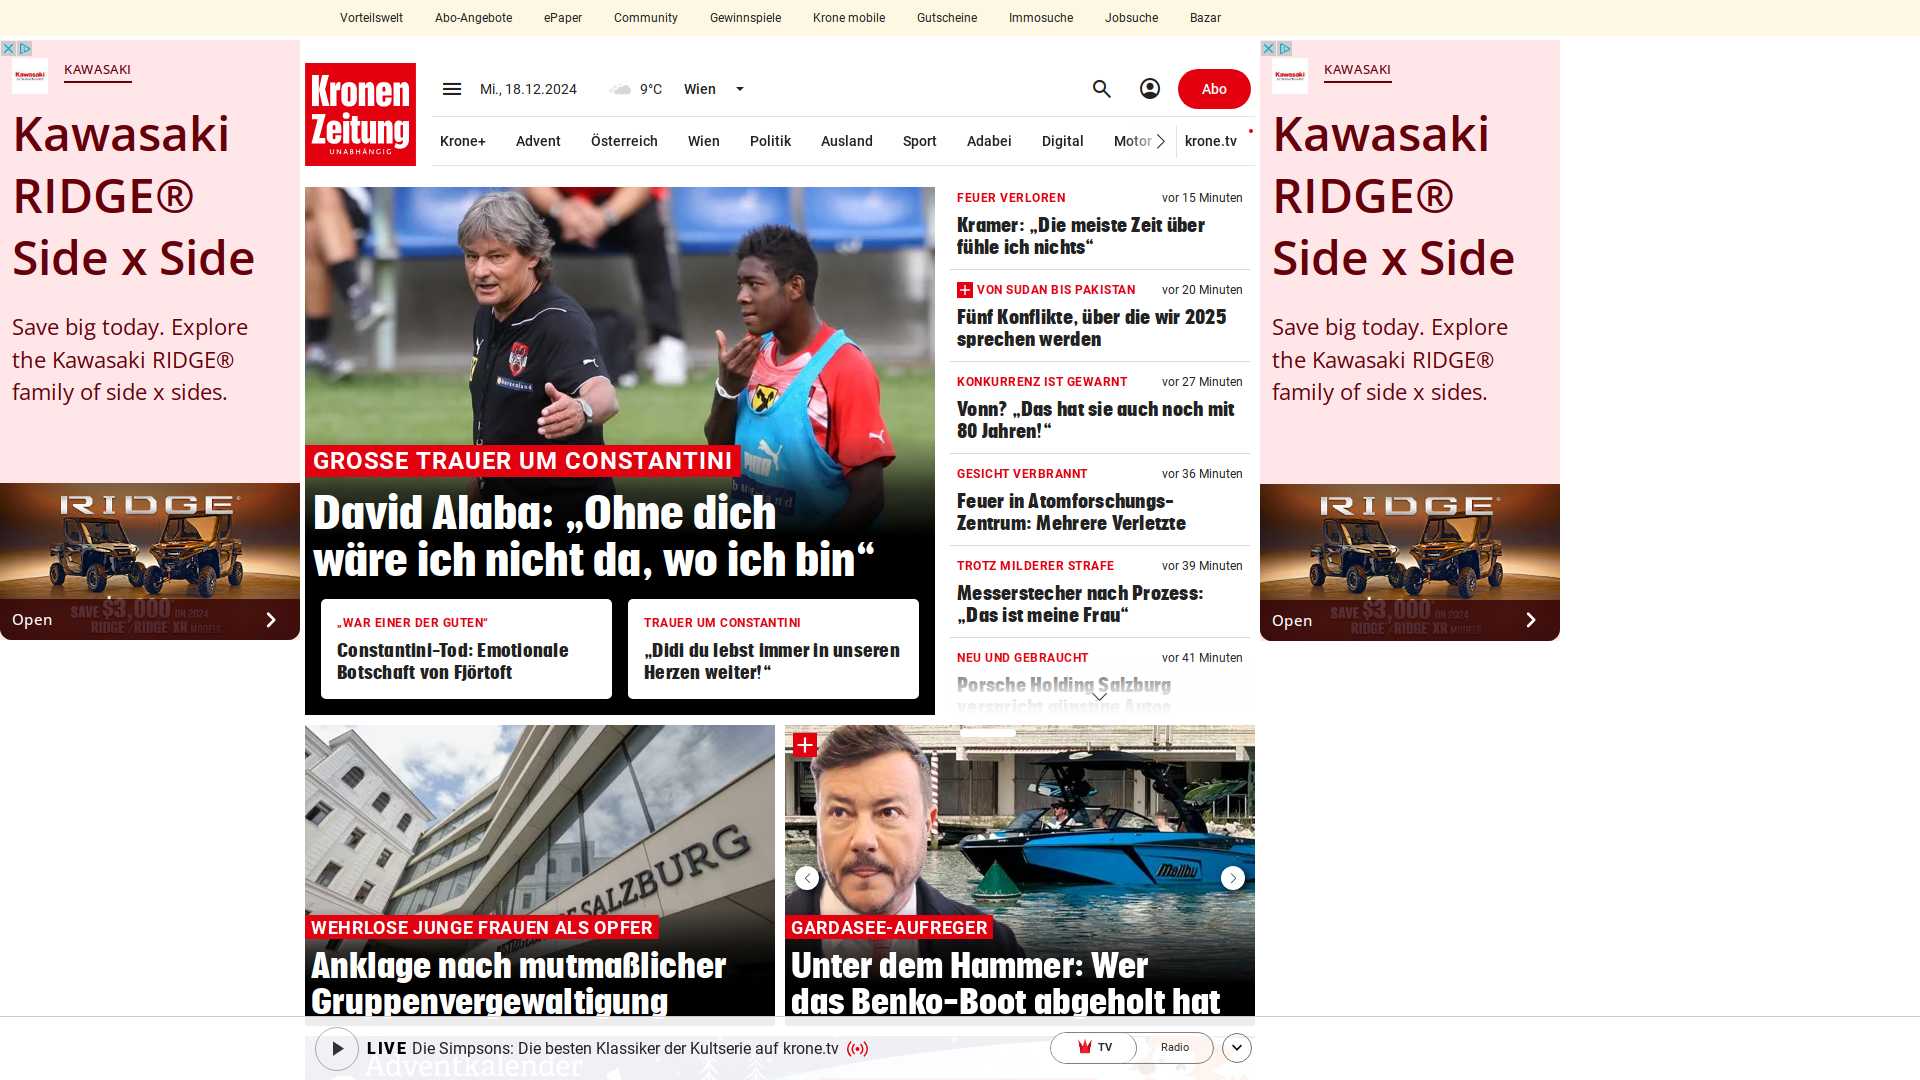 Vorteilswelt Abo-Angebote ePaper Community Gewinnspiele Krone mobile Gutscheine Immosuche Jobsuche Bazar
KAWASAKI
Kawasaki
RIDGE®
Side x Side
Save big today. Explore
the Kawasaki RIDGE®
family of side x sides.
RIDGE
SAVE $3,000 ON 2024
RIDGE/RIDGE XR MODELS
Open
Kronen
Zeitung
UNABHÄNGIG
Mi., 18.12.2024 9°C Wien
Abo
Krone+ Advent Österreich Wien Politik Ausland Sport Adabei Digital Motor krone.tv
GROSSE TRAUER UM CONSTANTINI
David Alaba: „Ohne dich
wäre ich nicht da, wo ich bin“
„WAR EINER DER GUTEN“
Constantini-Tod: Emotionale
Botschaft von Fjörtoft
TRAUER UM CONSTANTINI
„Didi du lebst immer in unseren
Herzen weiter!“
FEUER VERLOREN vor 15 Minuten
Kramer: „Die meiste Zeit über
fühle ich nichts“
VON SUDAN BIS PAKISTAN vor 20 Minuten
Fünf Konflikte, über die wir 2025
sprechen werden
KONKURRENZ IST GEWARNT vor 27 Minuten
Vonn? „Das hat sie auch noch mit
80 Jahren!“
GESICHT VERBRANNT vor 36 Minuten
Feuer in Atomforschungs-
Zentrum: Mehrere Verletzte
TROTZ MILDERER STRAFE vor 39 Minuten
Messerstecher nach Prozess:
„Das ist meine Frau“
NEU UND GEBRAUCHT vor 41 Minuten
Porsche Holding Salzburg
verspricht günstige Autos
SALZBURG
WEHRLOSE JUNGE FRAUEN ALS OPFER
Anklage nach mutmaßlicher
Gruppenvergewaltigung
Malibu
GARDASEE-AUFREGER
Unter dem Hammer: Wer
das Benko-Boot abgeholt hat
KAWASAKI
Kawasaki
RIDGE®
Side x Side
Save big today. Explore
the Kawasaki RIDGE®
family of side x sides.
RIDGE
SAVE $3,000 ON 2024
RIDGE/RIDGE XR MODELS
Open
LIVE Die Simpsons: Die besten Klassiker der Kultserie auf krone.tv
TV Radio
Adventkalender